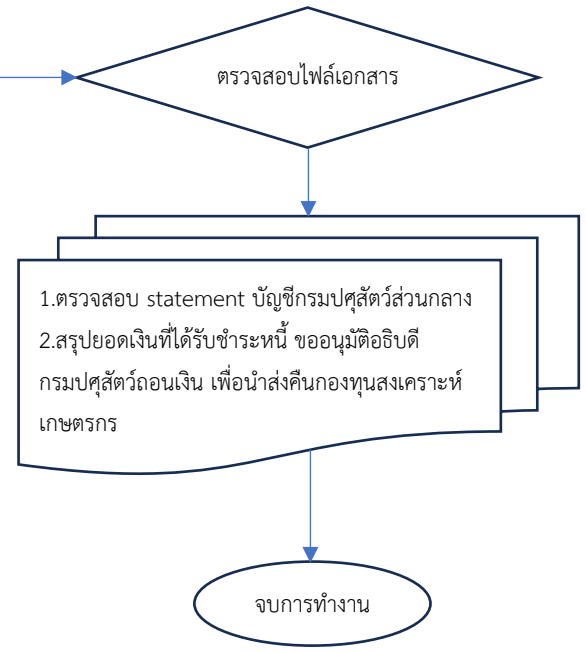 ตรวจสอบไฟล์เอกสาร
1.ตรวจสอบ statement บัญชีกรมปศุสัตว์ส่วนกลาง
2.สรุปยอดเงินที่ได้รับชำระหนี้ ขออนุมัติอธิบดี
กรมปศุสัตว์ถอนเงิน เพื่อนำส่งคืนกองทุนสงเคราะห์
เกษตรกร
จบการทำงาน